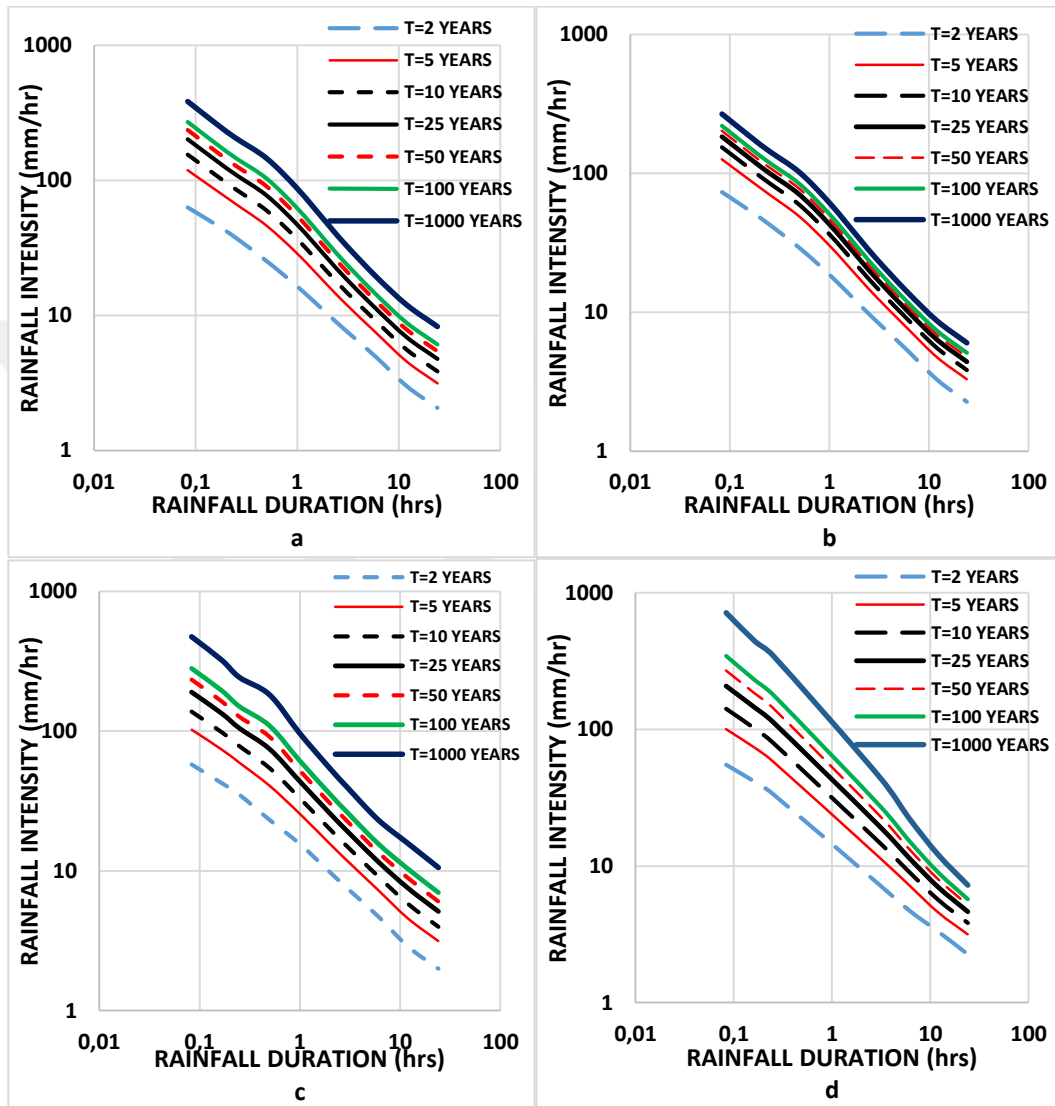 RAINFALL INTENSITY (mm/hr)
1000
100
10
1
0,01
0,1
1
10
100
RAINFALL DURATION (hrs)
a
T=2 YEARS
T=5 YEARS
T=10 YEARS
T=25 YEARS
T=50 YEARS
T=100 YEARS
T=1000 YEARS
RAINFALL INTENSITY (mm/hr)
1000
100
10
1
0,01
0,1
1
10
100
RAINFALL DURATION (hrs)
b
T=2 YEARS
T=5 YEARS
T=10 YEARS
T=25 YEARS
T=50 YEARS
T=100 YEARS
T=1000 YEARS
RAINFALL INTENSITY (mm/hr)
1000
100
10
1
0,01
0,1
1
10
100
RAINFALL DURATION (hrs)
c
T=2 YEARS
T=5 YEARS
T=10 YEARS
T=25 YEARS
T=50 YEARS
T=100 YEARS
T=1000 YEARS
RAINFALL INTENSITY (mm/hr)
1000
100
10
1
0,01
0,1
1
10
100
RAINFALL DURATION (hrs)
d
T=2 YEARS
T=5 YEARS
T=10 YEARS
T=25 YEARS
T=50 YEARS
T=100 YEARS
T=1000 YEARS